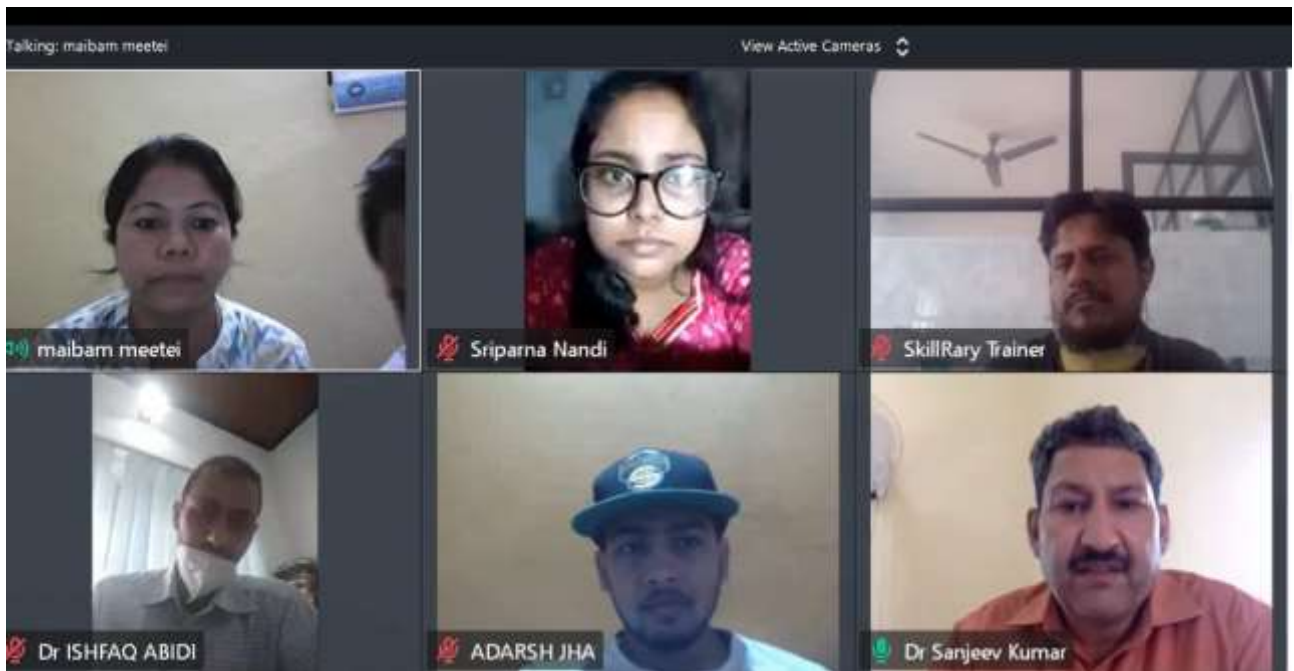 Talking: maibam meetei
View Active Cameras
maibam meetei
Sriparna Nandi
SkillRary Trainer
Dr ISHFAQ ABIDI
ADARSH JHA
Dr Sanjeev Kumar